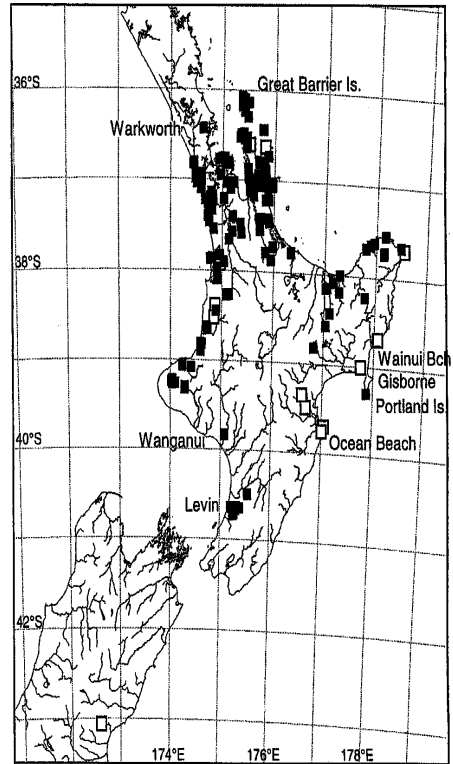 36°S
Great Barrier Is.
Warkworth
38°S
Wainui Bch
Gisborne
Portland Is.
Wanganui
Ocean Beach
40°S
Levin
42°S
174°E 176°E 178°E